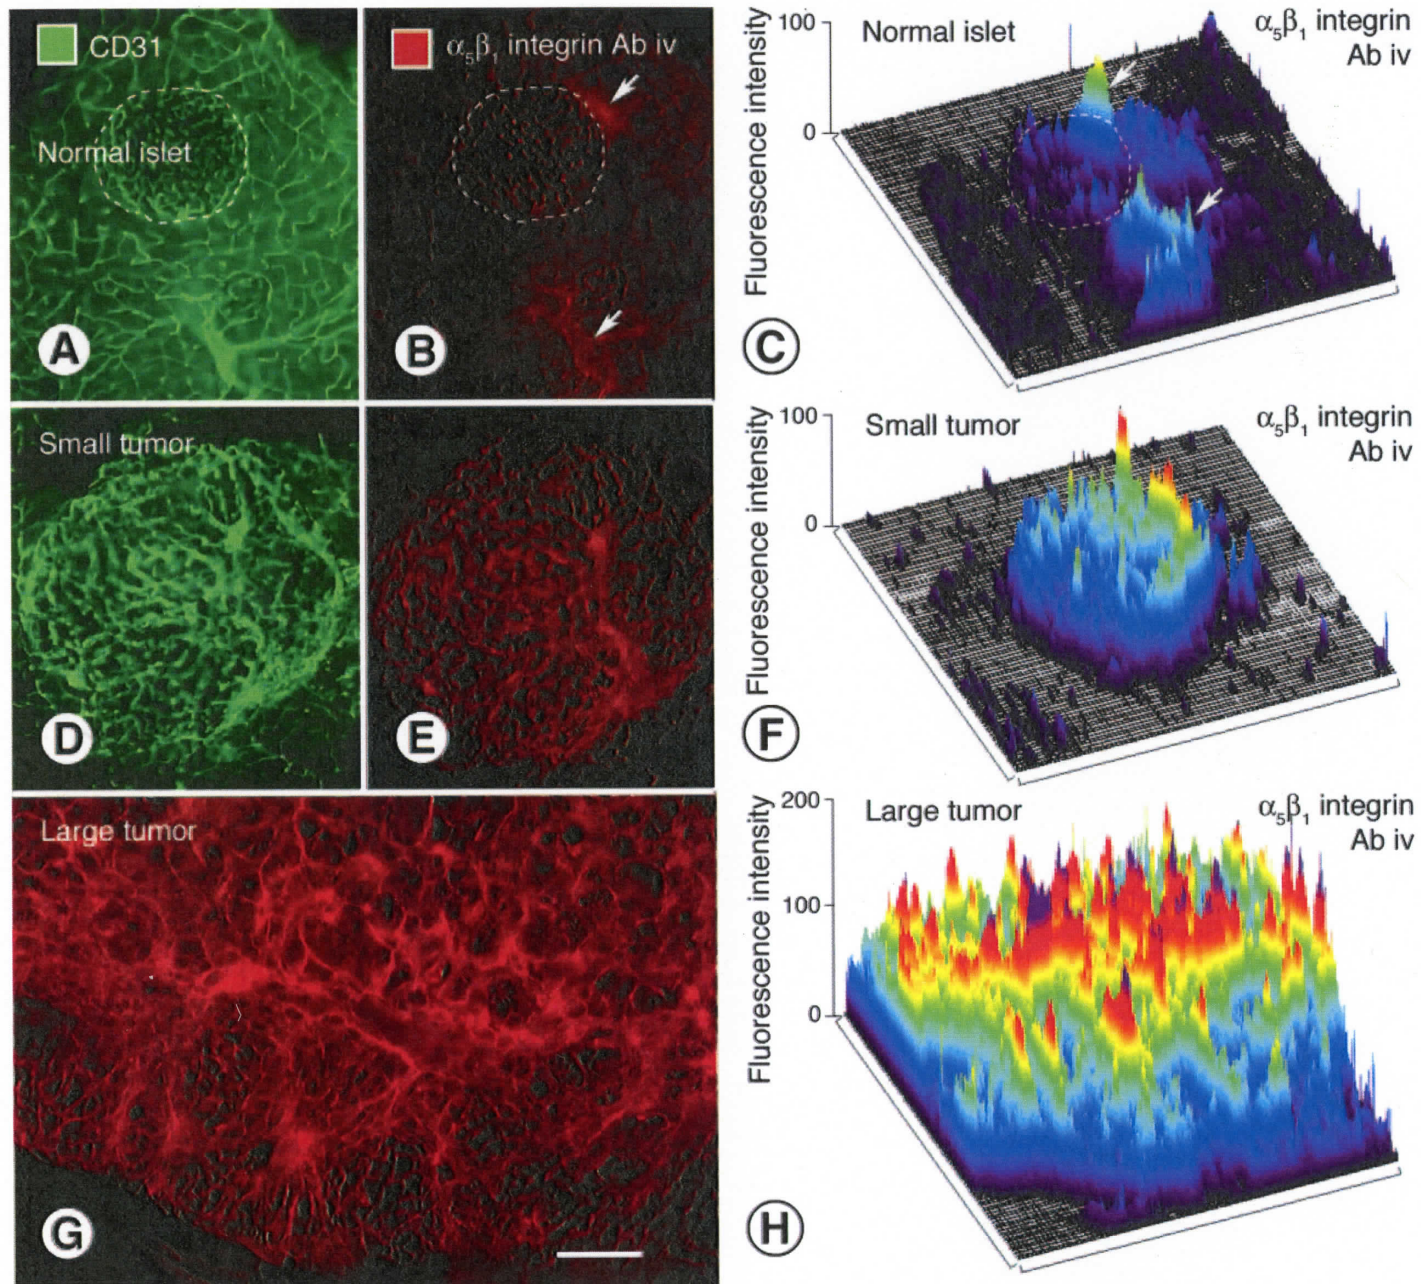 CD31
Normal islet
A
α₅β₁ integrin Ab iv
B
Fluorescence intensity
100
0
Normal islet
α₅β₁ integrin
Ab iv
C
Small tumor
D
E
Fluorescence intensity
100
0
Small tumor
α₅β₁ integrin
Ab iv
F
Large tumor
G
Fluorescence intensity
200
100
0
Large tumor
α₅β₁ integrin
Ab iv
H